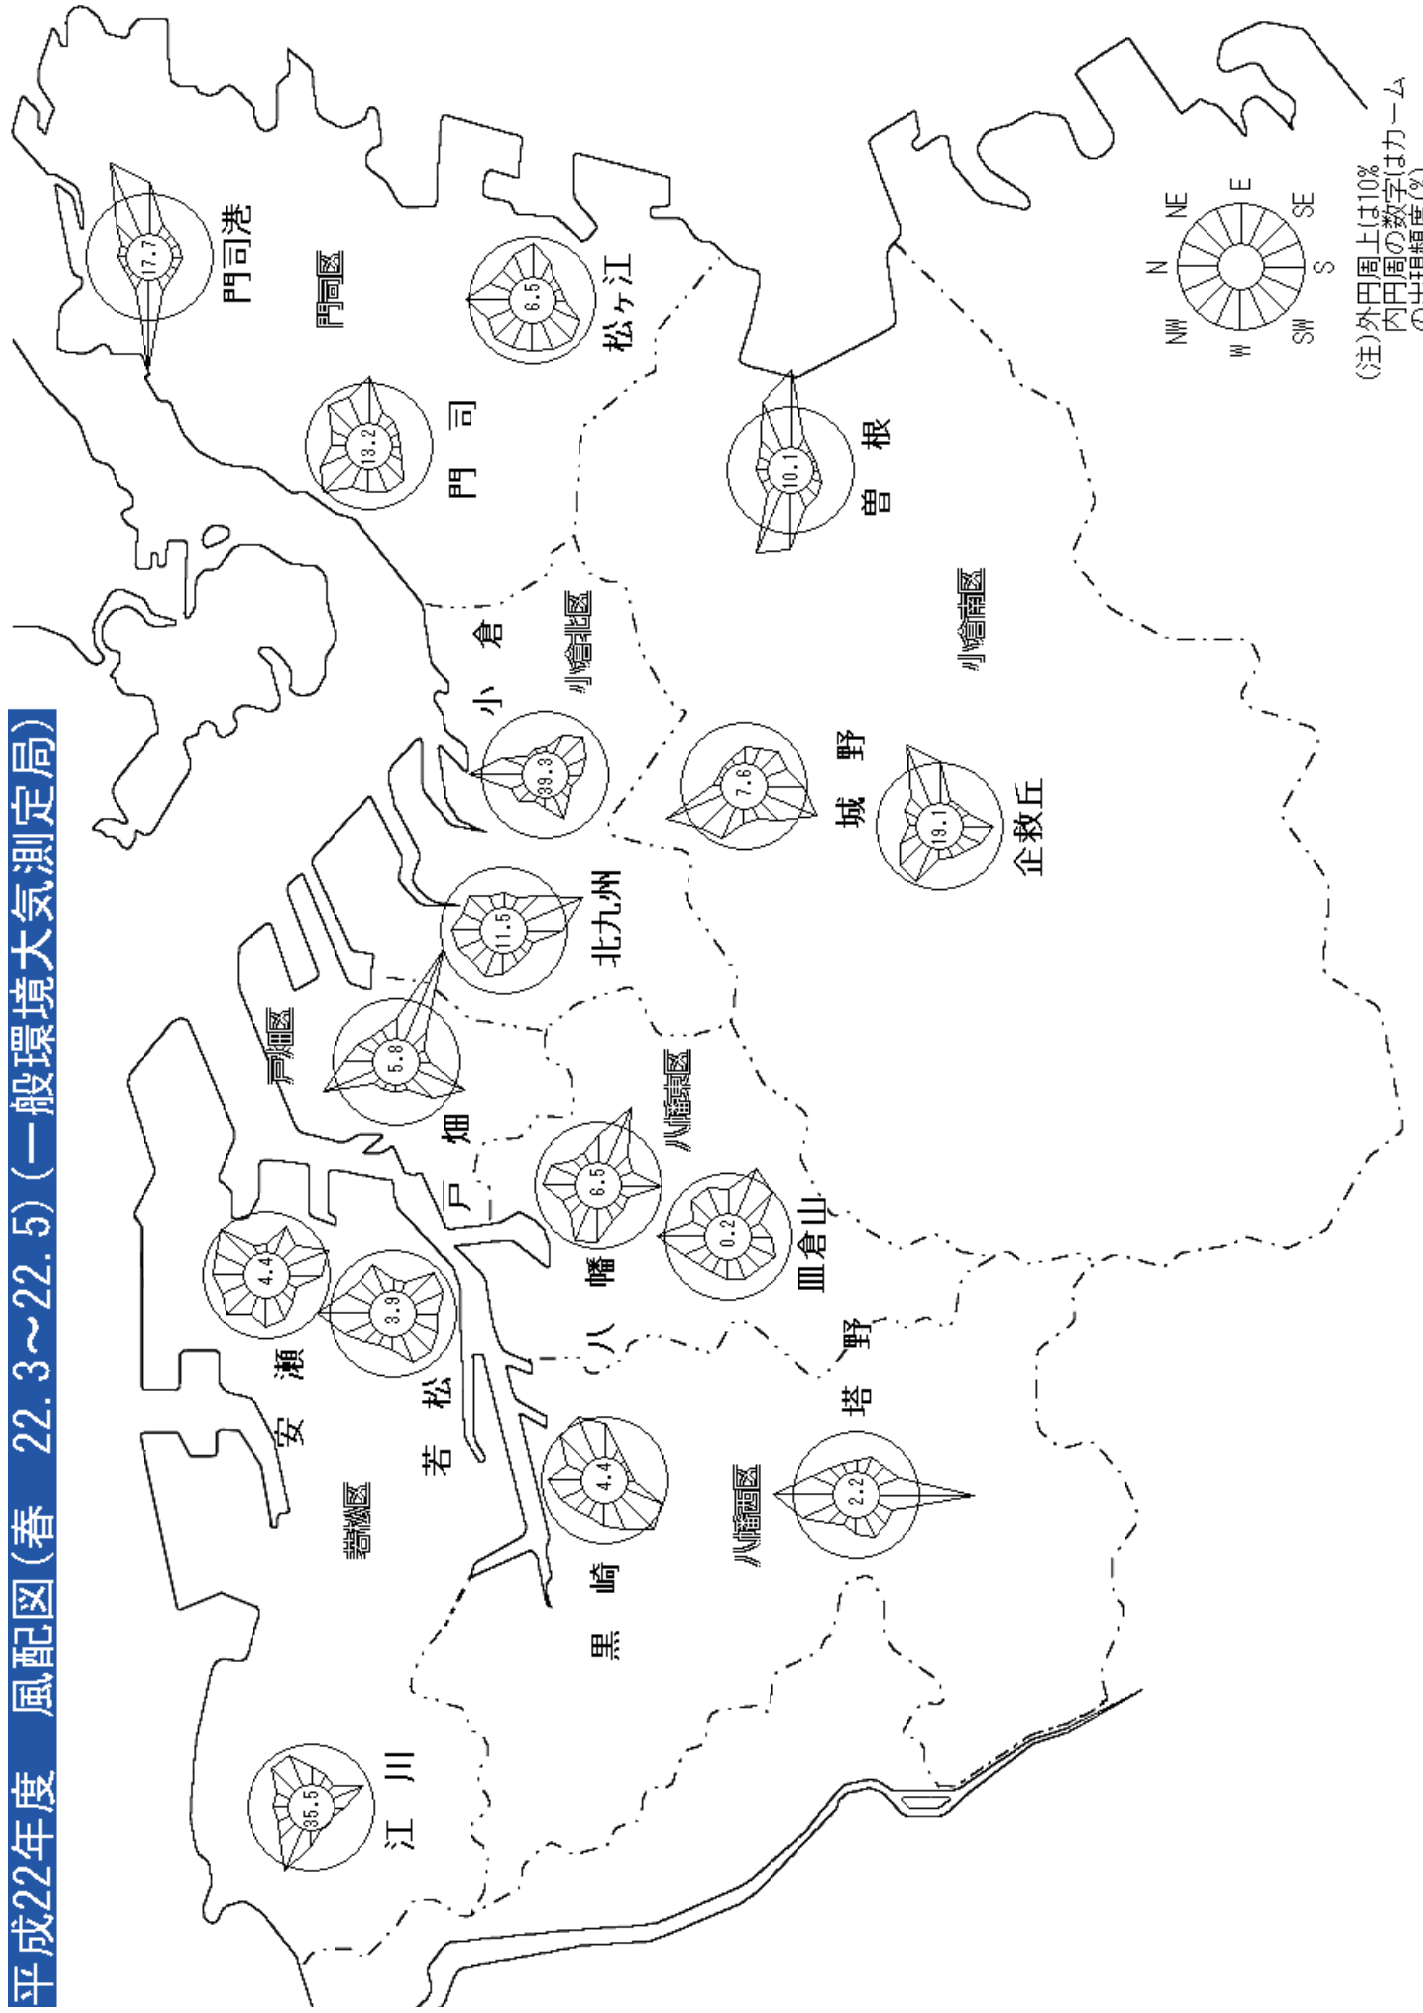 平成22年度　風配図(春　22.3～22.5)(一般環境大気測定局)
17.7
門司港
門司区
13.2
門司
6.5
松ヶ江
10.1
曽根
小倉
小倉北区
39.3
小倉南区
7.6
城野
19.1
企救丘
11.5
北九州
戸畑区
5.8
戸畑
八幡東区
6.5
八幡
0.2
皿倉山
4.4
安瀬
3.9
若松
若松区
4.4
黒崎
八幡西区
2.2
塔野
35.5
江川
N
NE
E
SE
S
SW
W
NW
(注)外円周上は10%
内円周の数字はカーム
の出現頻度(%)